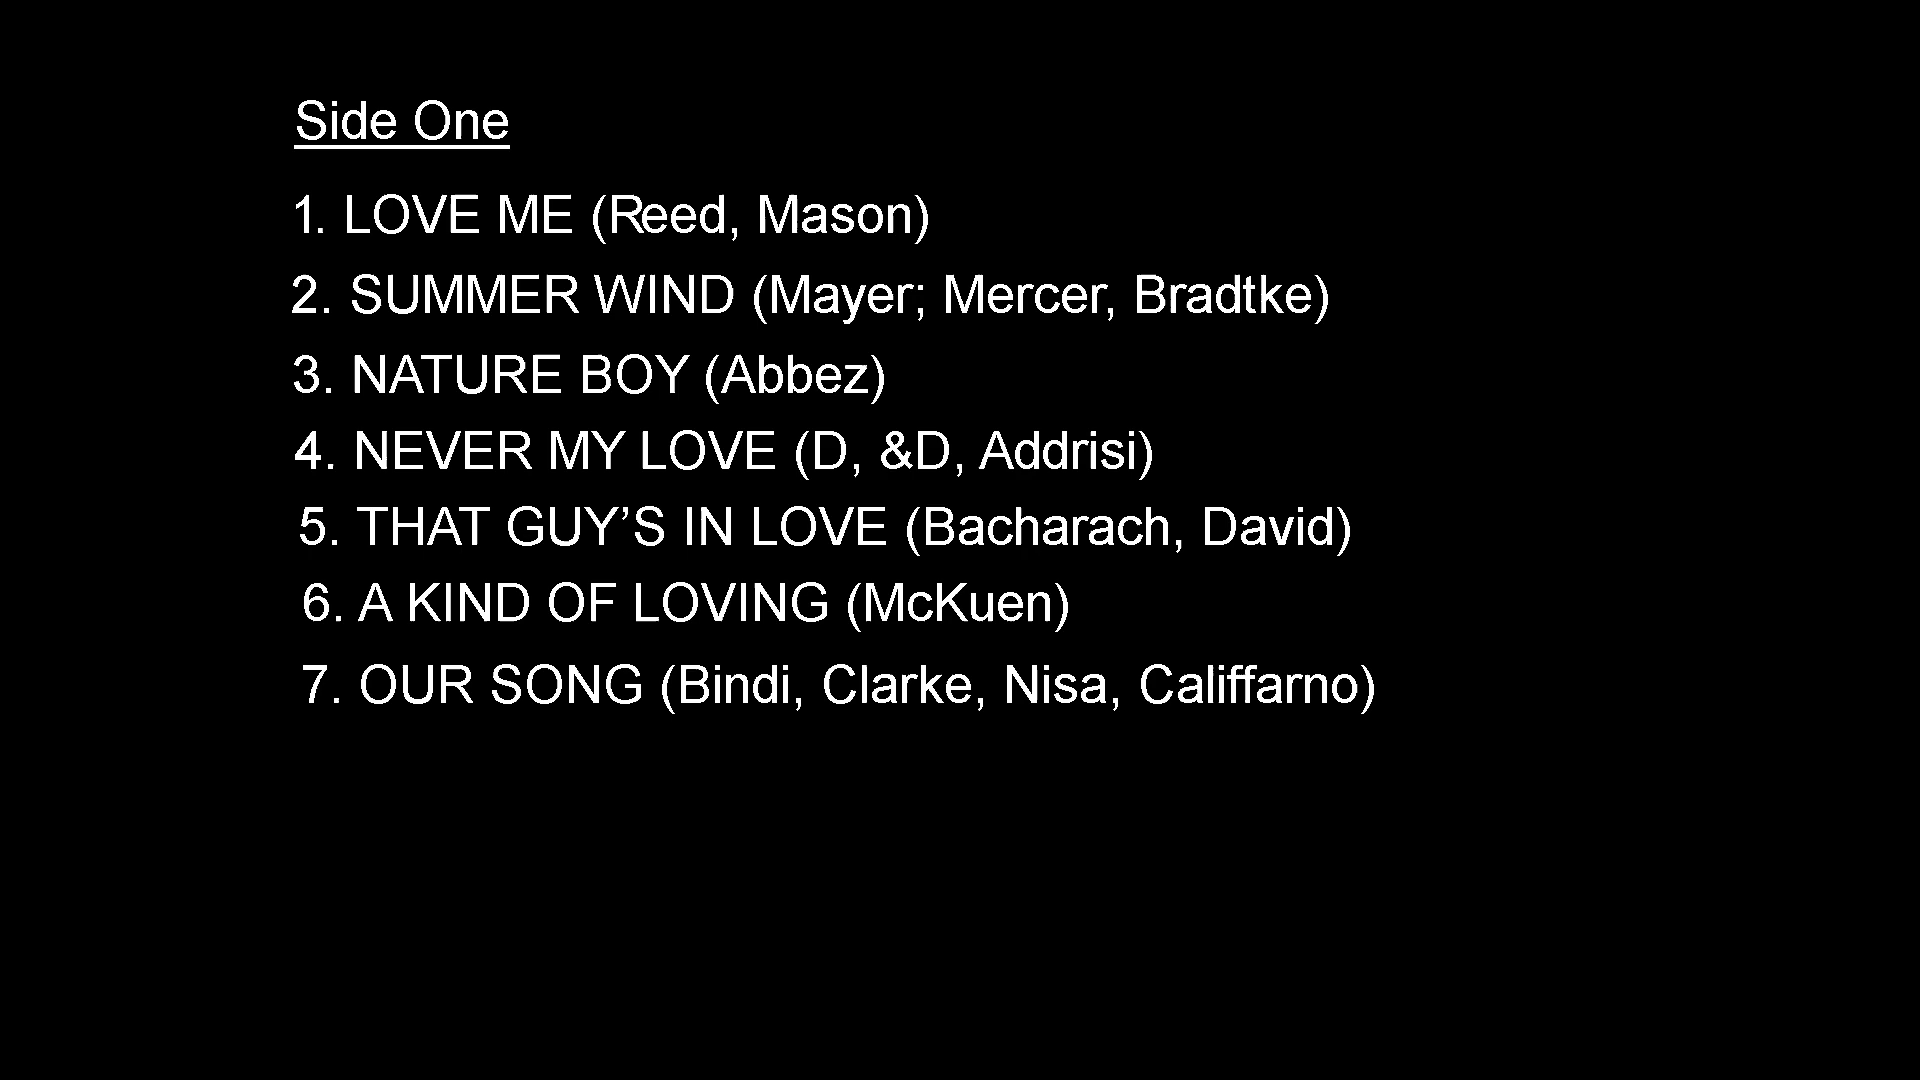 Side One
1. LOVE ME (Reed, Mason)
2. SUMMER WIND (Mayer; Mercer, Bradtke)
3. NATURE BOY (Abbez)
4. NEVER MY LOVE (D, &D, Addrisi)
5. THAT GUY’S IN LOVE (Bacharach, David)
6. A KIND OF LOVING (McKuen)
7. OUR SONG (Bindi, Clarke, Nisa, Califfarno)